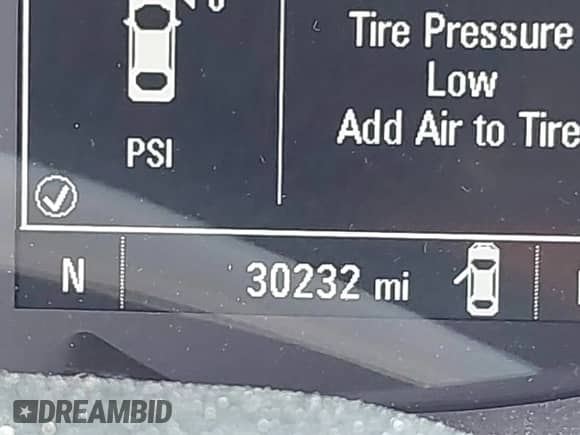 Tire Pressure
Low
Add Air to Tire
PSI
N
30232 mi
DREAMBID